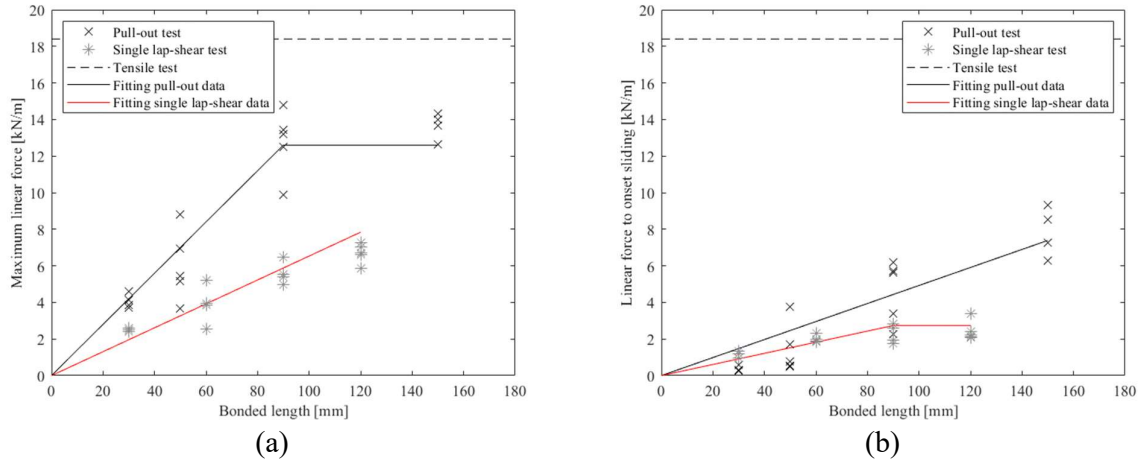 20
18
16
14
12
10
8
6
4
2
0
Maximum linear force [kN/m]
Pull-out test
Single lap-shear test
Tensile test
Fitting pull-out data
Fitting single lap-shear data
0 20 40 60 80 100 120 140 160 180
Bonded length [mm]
(a)
20
18
16
14
12
10
8
6
4
2
0
Linear force to onset sliding [kN/m]
Pull-out test
Single lap-shear test
Tensile test
Fitting pull-out data
Fitting single lap-shear data
0 20 40 60 80 100 120 140 160 180
Bonded length [mm]
(b)